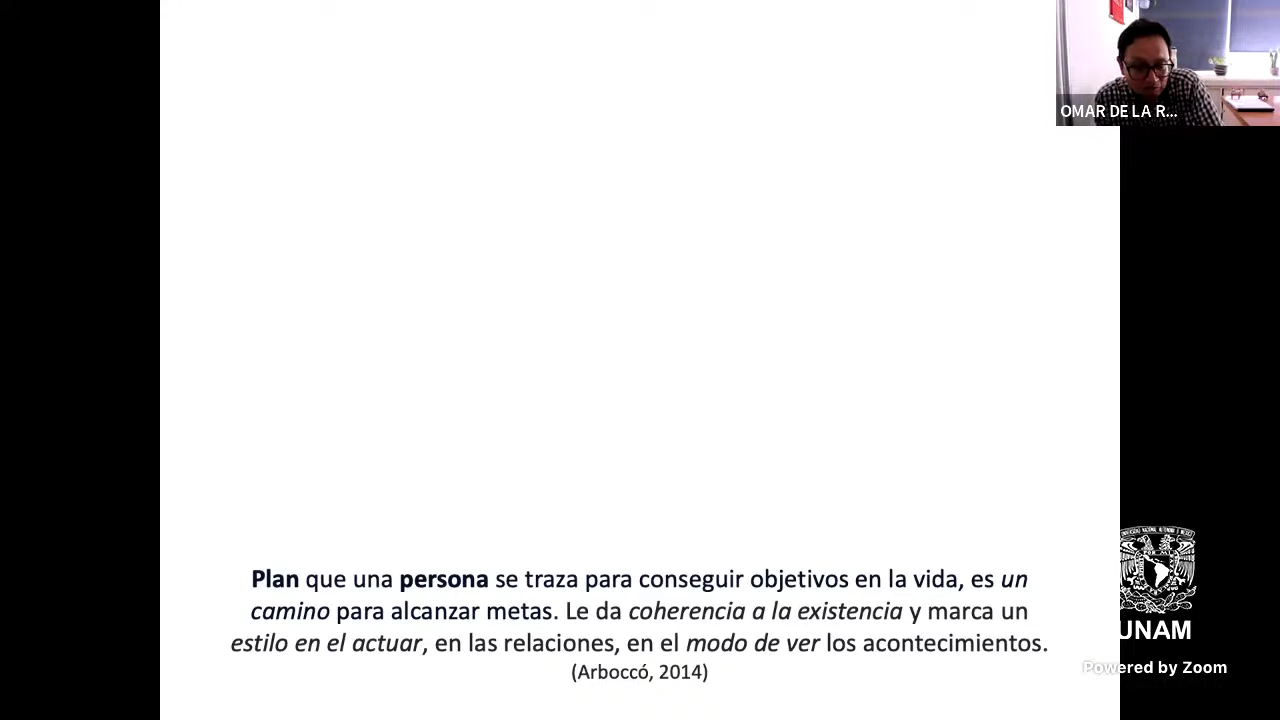 OMAR DE LA R...
Plan que una persona se traza para conseguir objetivos en la vida, es un
camino para alcanzar metas. Le da coherencia a la existencia y marca un
estilo en el actuar, en las relaciones, en el modo de ver los acontecimientos.
(Arboccó, 2014)
UNAM
Powered by Zoom